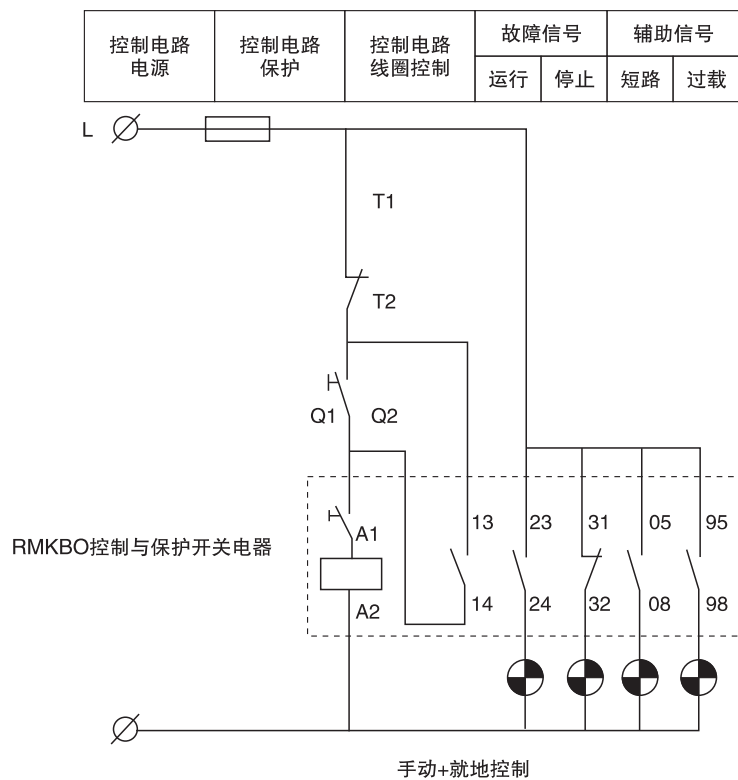 控制电路
电源
控制电路
保护
控制电路
线圈控制
故障信号
辅助信号
运行
停止
短路
过载
L
T1
T2
Q1
Q2
13
23
31
05
95
A1
RMKBO控制与保护开关电器
A2
14
24
32
08
98
手动+就地控制